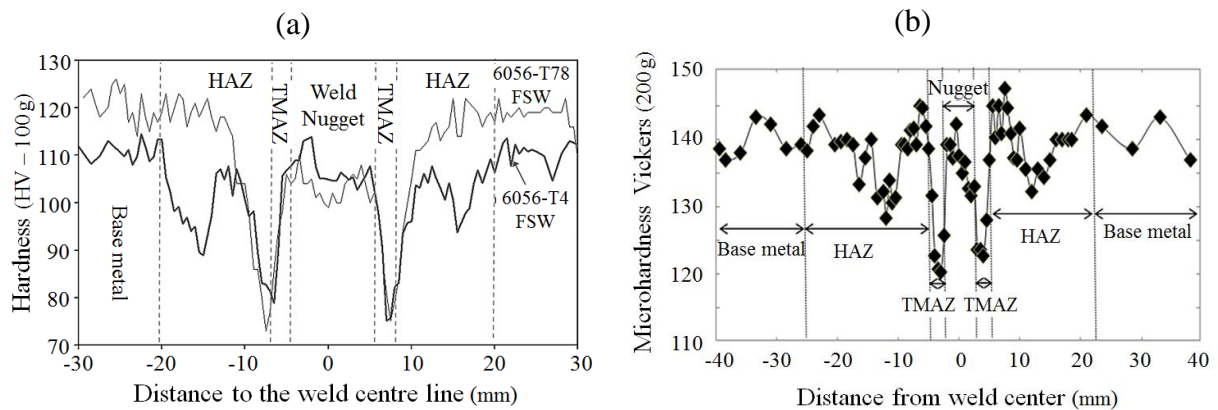 (a)
130
120
110
100
90
80
70
Hardness (HV – 100g)
HAZ
TMAZ
Weld
Nugget
TMAZ
HAZ
6056-T78
FSW
6056-T4
FSW
Base metal
-30
-20
-10
0
10
20
30
Distance to the weld centre line (mm)
(b)
150
140
130
120
110
Microhardness Vickers (200g)
Nugget
Base metal
HAZ
HAZ
Base metal
TMAZ
TMAZ
-40
-30
-20
-10
0
10
20
30
40
Distance from weld center (mm)